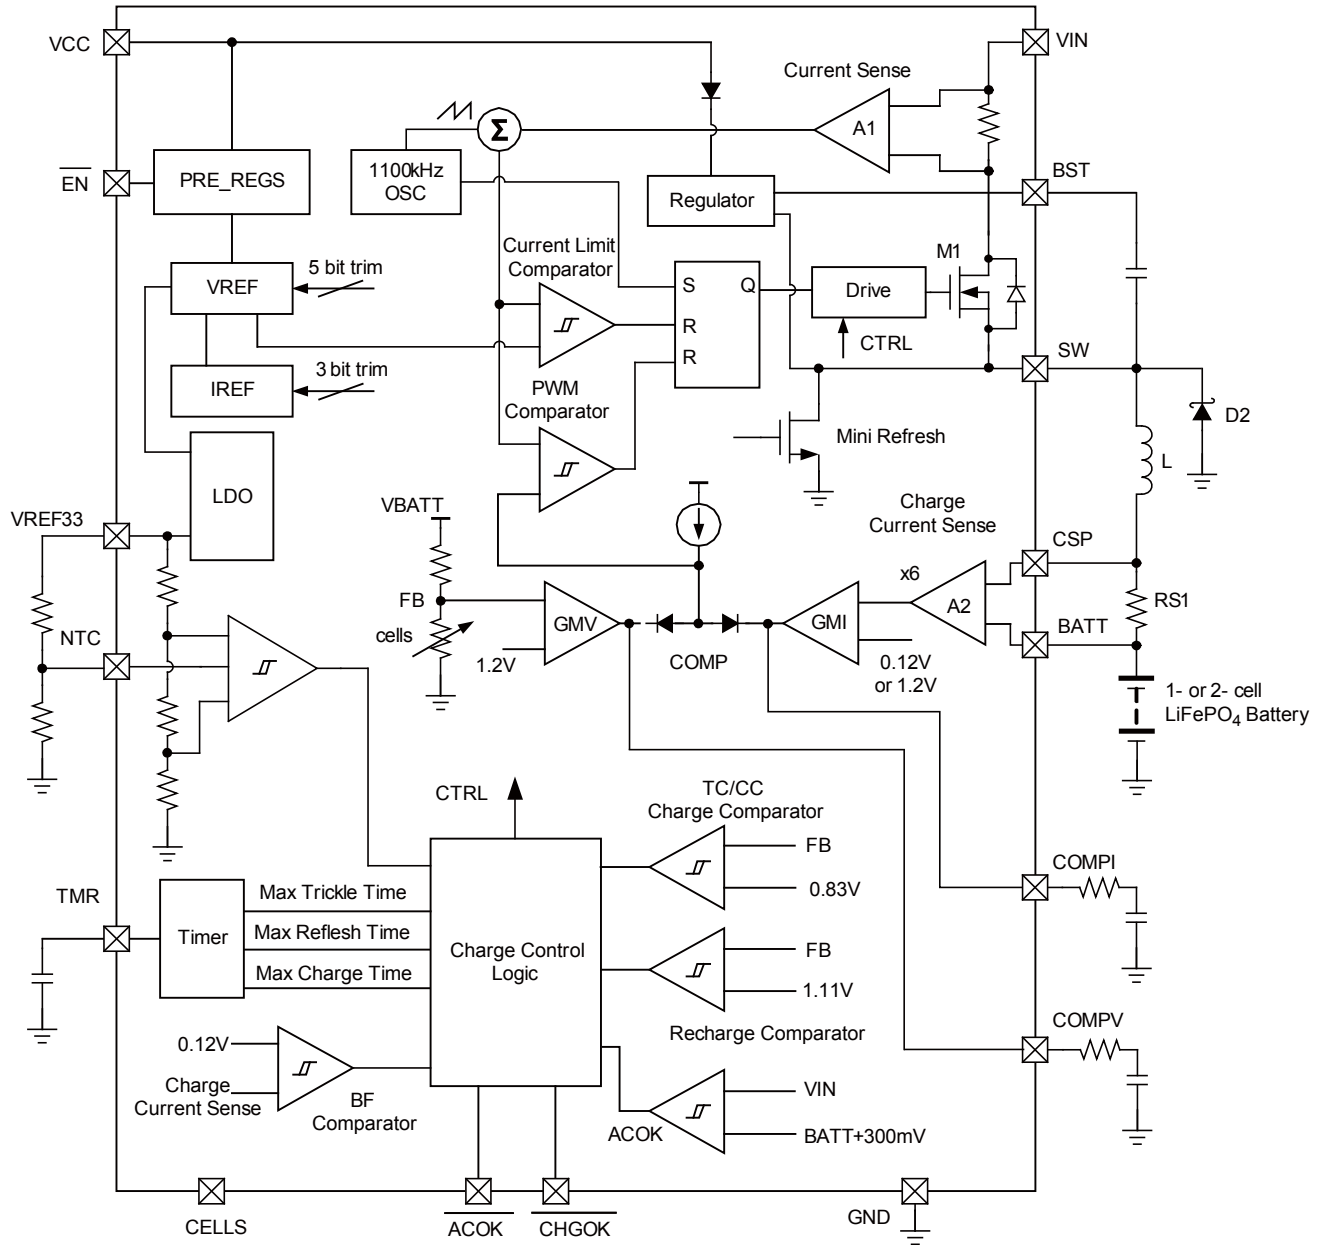 VCC
VIN
Current Sense
A1
Σ
EN
PRE_REGS
1100kHz
OSC
Regulator
BST
Current Limit
Comparator
M1
5 bit trim
VREF
S
Q
Drive
R
R
CTRL
SW
3 bit trim
IREF
PWM
Comparator
Mini Refresh
D2
L
LDO
VBATT
Charge
Current Sense
VREF33
CSP
x6
FB
GMV
GMI
A2
RS1
NTC
cells
BATT
1.2V
COMP
0.12V
or 1.2V
1- or 2- cell
LiFePO4 Battery
CTRL
TC/CC
Charge Comparator
FB
0.83V
COMPI
TMR
Max Trickle Time
Timer
Max Reflesh Time
Max Charge Time
Charge Control
Logic
FB
1.11V
COMPV
Recharge Comparator
0.12V
Charge
Current Sense
BF
Comparator
VIN
ACOK
BATT+300mV
CELLS
ACOK
CHGOK
GND